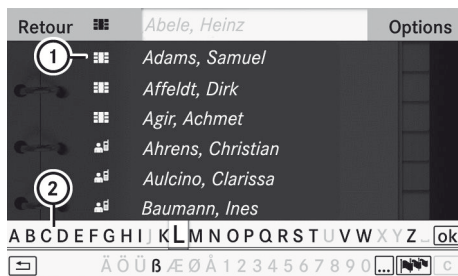 Retour Abele, Heinz Options
1 Adams, Samuel
Affeldt, Dirk
Agir, Achmet
Ahrens, Christian
Aulcino, Clarissa
2 Baumann, Ines
A B C D E F G H I J K L M N O P Q R S T U V W X Y Z _ ok
Ä Ö Ü ß Æ Ø Å 1 2 3 4 5 6 7 8 9 0 ... C